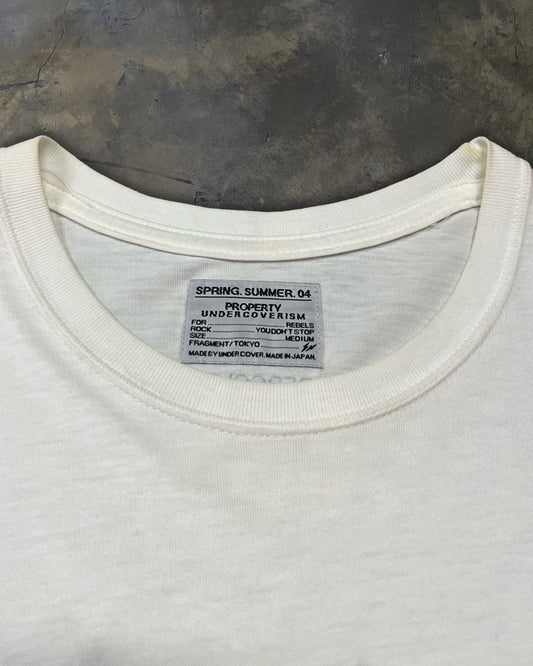 SPRING. SUMMER. 04
PROPERTY
UNDERCOVERISM
FOR REBELS
ROCK YOU DON'T STOP
SIZE MEDIUM
FRAGMENT/TOKYO
MADE BY UNDER COVER. MADE IN JAPAN.